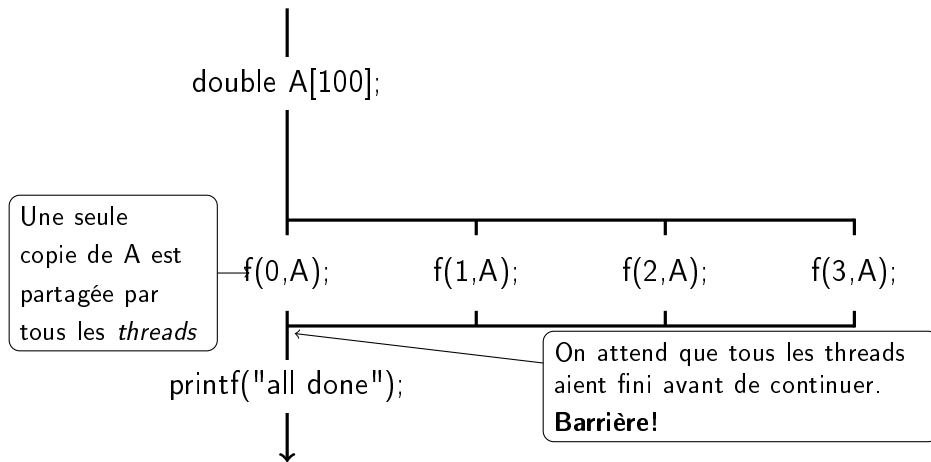 double A[100];
Une seule
copie de A est
partagée par
tous les threads
f(0,A);
f(1,A);
f(2,A);
f(3,A);
On attend que tous les threads
aient fini avant de continuer.
Barrière!
printf("all done");